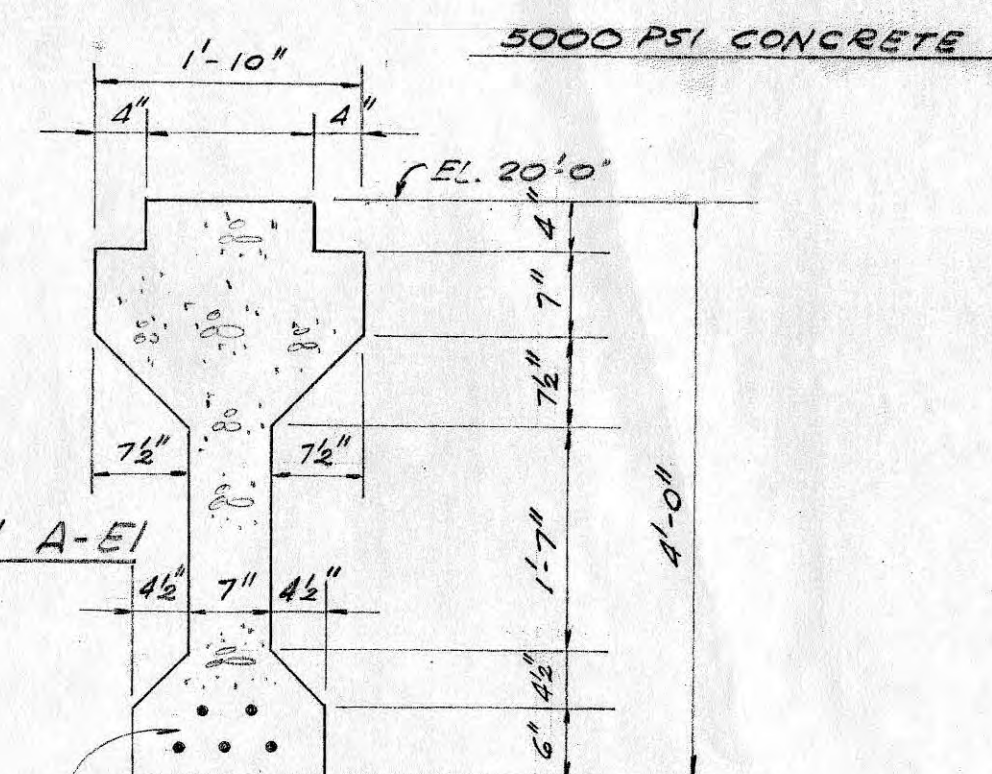 5000 PSI CONCRETE
1'-10"
4" 4"
EL. 20'-0"
4"
7"
7½"
7½" 7½"
1'-7"
4'-0"
A-E1
4½" 7" 4½"
4½"
6"